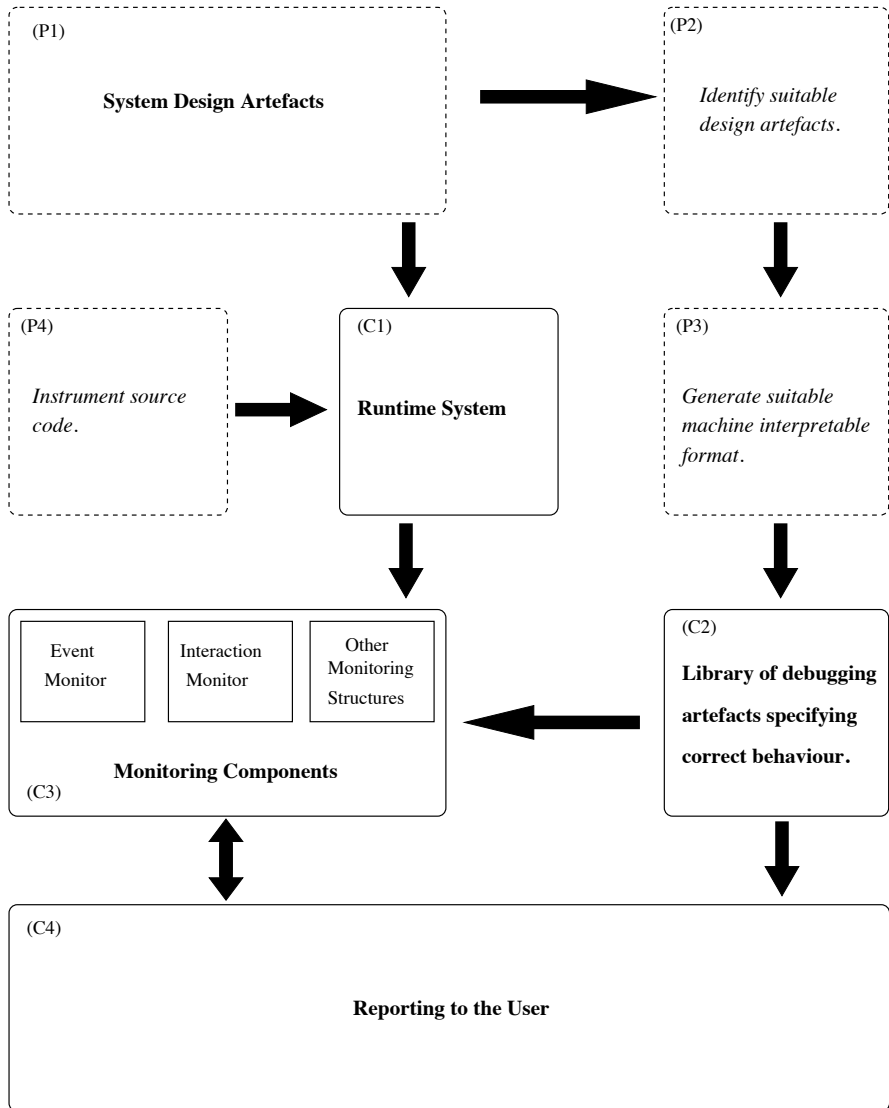 (P1)
System Design Artefacts
(P2)
Identify suitable
design artefacts.
(P4)
Instrument source
code.
(C1)
Runtime System
(P3)
Generate suitable
machine interpretable
format.
Event
Monitor
Interaction
Monitor
Other
Monitoring
Structures
Monitoring Components
(C3)
(C2)
Library of debugging
artefacts specifying
correct behaviour.
(C4)
Reporting to the User